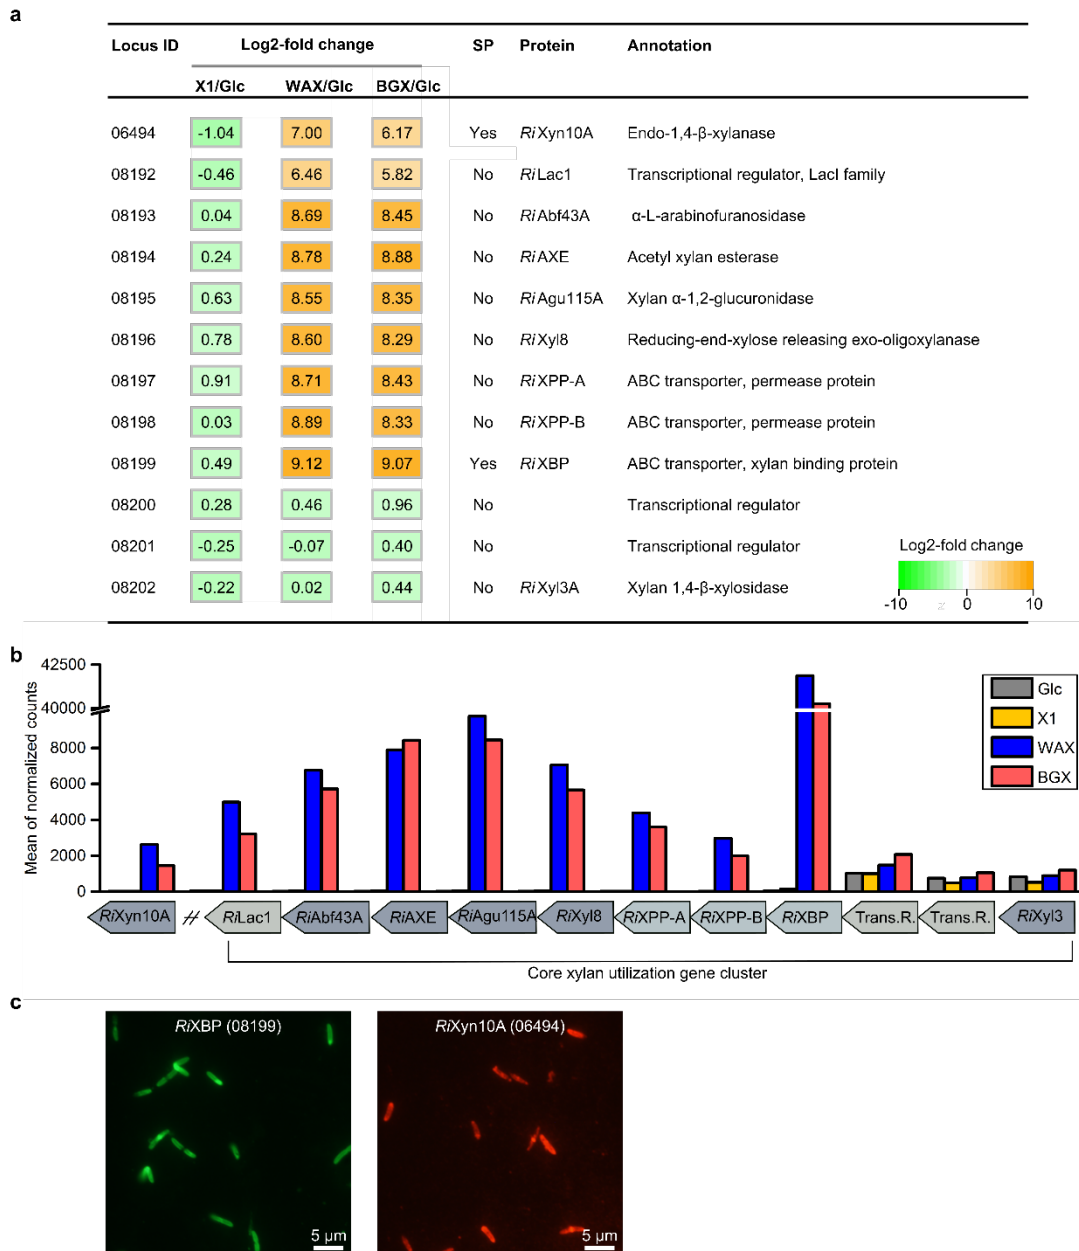 a
Locus ID Log2-fold change SP Protein Annotation
X1/Glc WAX/Glc BGX/Glc
06494 -1.04 7.00 6.17 Yes RiXyn10A Endo-1,4-β-xylanase
08192 -0.46 6.46 5.82 No RiLac1 Transcriptional regulator, LacI family
08193 0.04 8.69 8.45 No RiAbf43A α-L-arabinofuranosidase
08194 0.24 8.78 8.88 No RiAXE Acetyl xylan esterase
08195 0.63 8.55 8.35 No RiAgu115A Xylan α-1,2-glucuronidase
08196 0.78 8.60 8.29 No RiXyl8 Reducing-end-xylose releasing exo-oligoxylanase
08197 0.91 8.71 8.43 No RiXPP-A ABC transporter, permease protein
08198 0.03 8.89 8.33 No RiXPP-B ABC transporter, permease protein
08199 0.49 9.12 9.07 Yes RiXBP ABC transporter, xylan binding protein
08200 0.28 0.46 0.96 No Transcriptional regulator
08201 -0.25 -0.07 0.40 No Transcriptional regulator
08202 -0.22 0.02 0.44 No RiXyl3A Xylan 1,4-β-xylosidase
Log2-fold change
-10 0 10
b
Mean of normalized counts
42500
40000
8000
6000
4000
2000
0
Glc
X1
WAX
BGX
RiXyn10A // RiLac1 RiAbf43A RiAXE RiAgu115A RiXyl8 RiXPP-A RiXPP-B RiXBP Trans.R. Trans.R. RiXyl3
Core xylan utilization gene cluster
c
RiXBP (08199) RiXyn10A (06494)
5 µm 5 µm